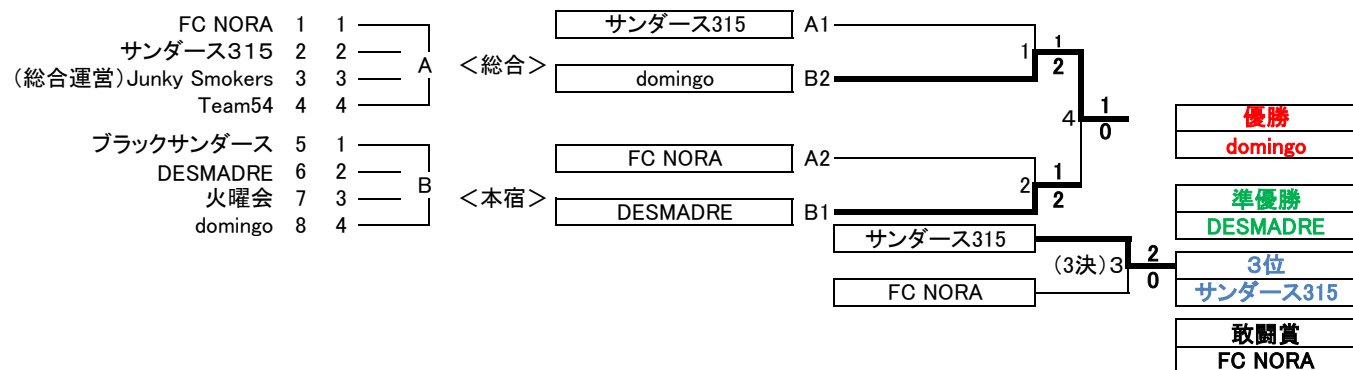 FC NORA 1 1
サンダース315 2 2
(総合運営)Junky Smokers 3 3
Team54 4 4
A
ブラックサンダース 5 1
DESMADRE 6 2
火曜会 7 3
domingo 8 4
B
＜総合＞
サンダース315 A1
domingo B2
1
1
2
＜本宿＞
FC NORA A2
DESMADRE B1
2
1
2
4
1
0
サンダース315
FC NORA
(3決)3
2
0
優勝
domingo
準優勝
DESMADRE
３位
サンダース315
敢闘賞
FC NORA